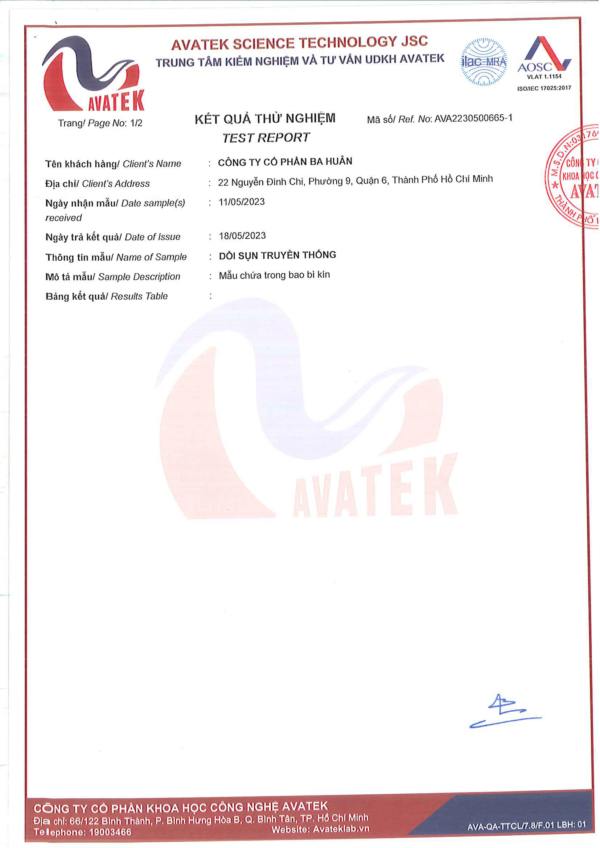 AVATEK SCIENCE TECHNOLOGY JSC
TRUNG TÂM KIỂM NGHIỆM VÀ TƯ VẤN UDKH AVATEK
AVATEK
ilac-MRA
AOSC
VLAT 1.1154
ISO/IEC 17025:2017
Trang/ Page No: 1/2
KẾT QUẢ THỬ NGHIỆM
TEST REPORT
Mã số/ Ref. No: AVA2230500665-1
Tên khách hàng/ Client's Name : CÔNG TY CỔ PHẦN BA HUÂN
Địa chỉ/ Client's Address : 22 Nguyễn Đình Chi, Phường 9, Quận 6, Thành Phố Hồ Chí Minh
Ngày nhận mẫu/ Date sample(s) received : 11/05/2023
Ngày trả kết quả/ Date of Issue : 18/05/2023
Thông tin mẫu/ Name of Sample : DỒI SỤN TRUYỀN THỐNG
Mô tả mẫu/ Sample Description : Mẫu chứa trong bao bì kín
Bảng kết quả/ Results Table :
CÔNG TY
KHOA HỌC
AVAT
THÀNH PHỐ
AVATEK
CÔNG TY CỔ PHẦN KHOA HỌC CÔNG NGHỆ AVATEK
Địa chỉ: 66/122 Bình Thành, P. Bình Hưng Hòa B, Q. Bình Tân, TP. Hồ Chí Minh
Telephone: 19003466 Website: Avateklab.vn
AVA-QA-TTCL/7.8/F.01 LBH: 01